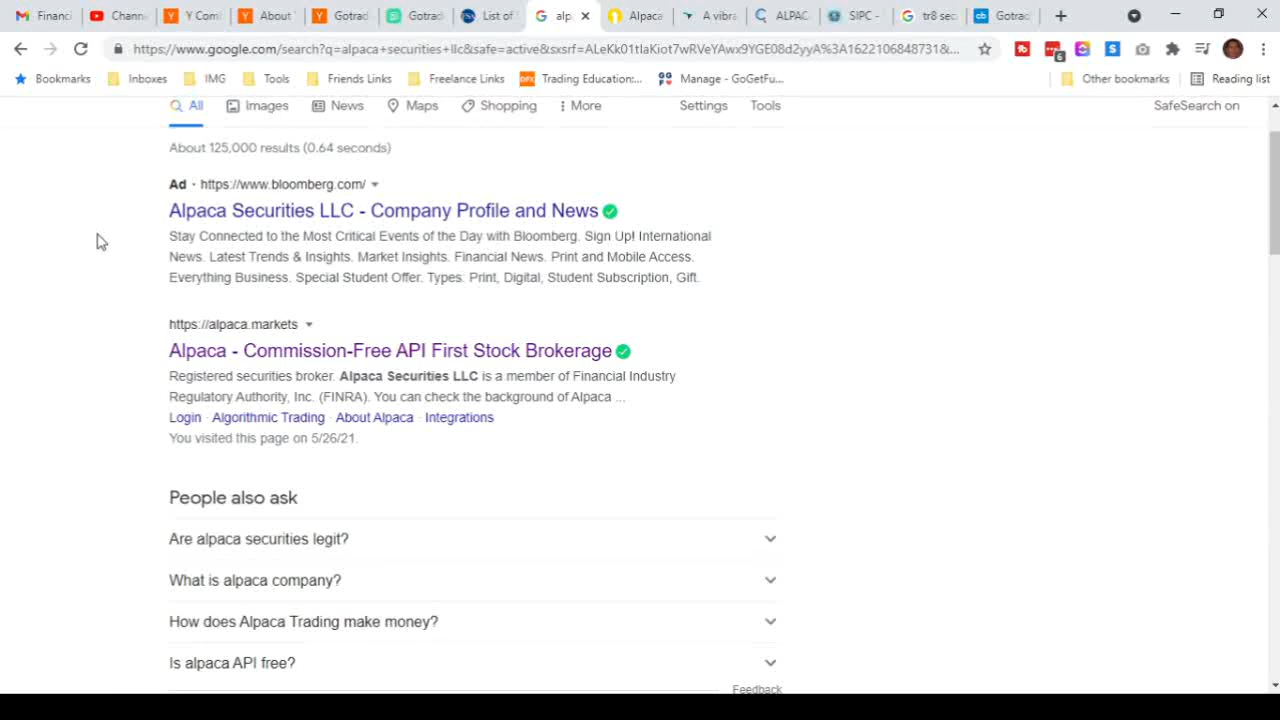 Financi
Chann
Y Comi
About
Gotrad
Gotrad
List of
alp
Alpaca
A vibra
ALPAC
SIPC -
tr8 sec
Gotrad
https://www.google.com/search?q=alpaca+securities+llc&safe=active&sxsrf=ALeKk01tIaKiot7wRVeYAwx9YGE08d2yyA%3A16221068487318&...
6
Bookmarks
Inboxes
IMG
Tools
Friends Links
Freelance Links
DFX
Trading Education:...
Manage - GoGetFu...
Other bookmarks
Reading list
All
Images
News
Maps
Shopping
More
Settings
Tools
SafeSearch on
About 125,000 results (0.64 seconds)
Ad · https://www.bloomberg.com/
Alpaca Securities LLC - Company Profile and News
Stay Connected to the Most Critical Events of the Day with Bloomberg. Sign Up! International
News. Latest Trends & Insights. Market Insights. Financial News. Print and Mobile Access.
Everything Business. Special Student Offer. Types: Print, Digital, Student Subscription, Gift.
https://alpaca.markets
Alpaca - Commission-Free API First Stock Brokerage
Registered securities broker. Alpaca Securities LLC is a member of Financial Industry
Regulatory Authority, Inc. (FINRA). You can check the background of Alpaca ...
Login · Algorithmic Trading · About Alpaca · Integrations
You visited this page on 5/26/21.
People also ask
Are alpaca securities legit?
What is alpaca company?
How does Alpaca Trading make money?
Is alpaca API free?
Feedback